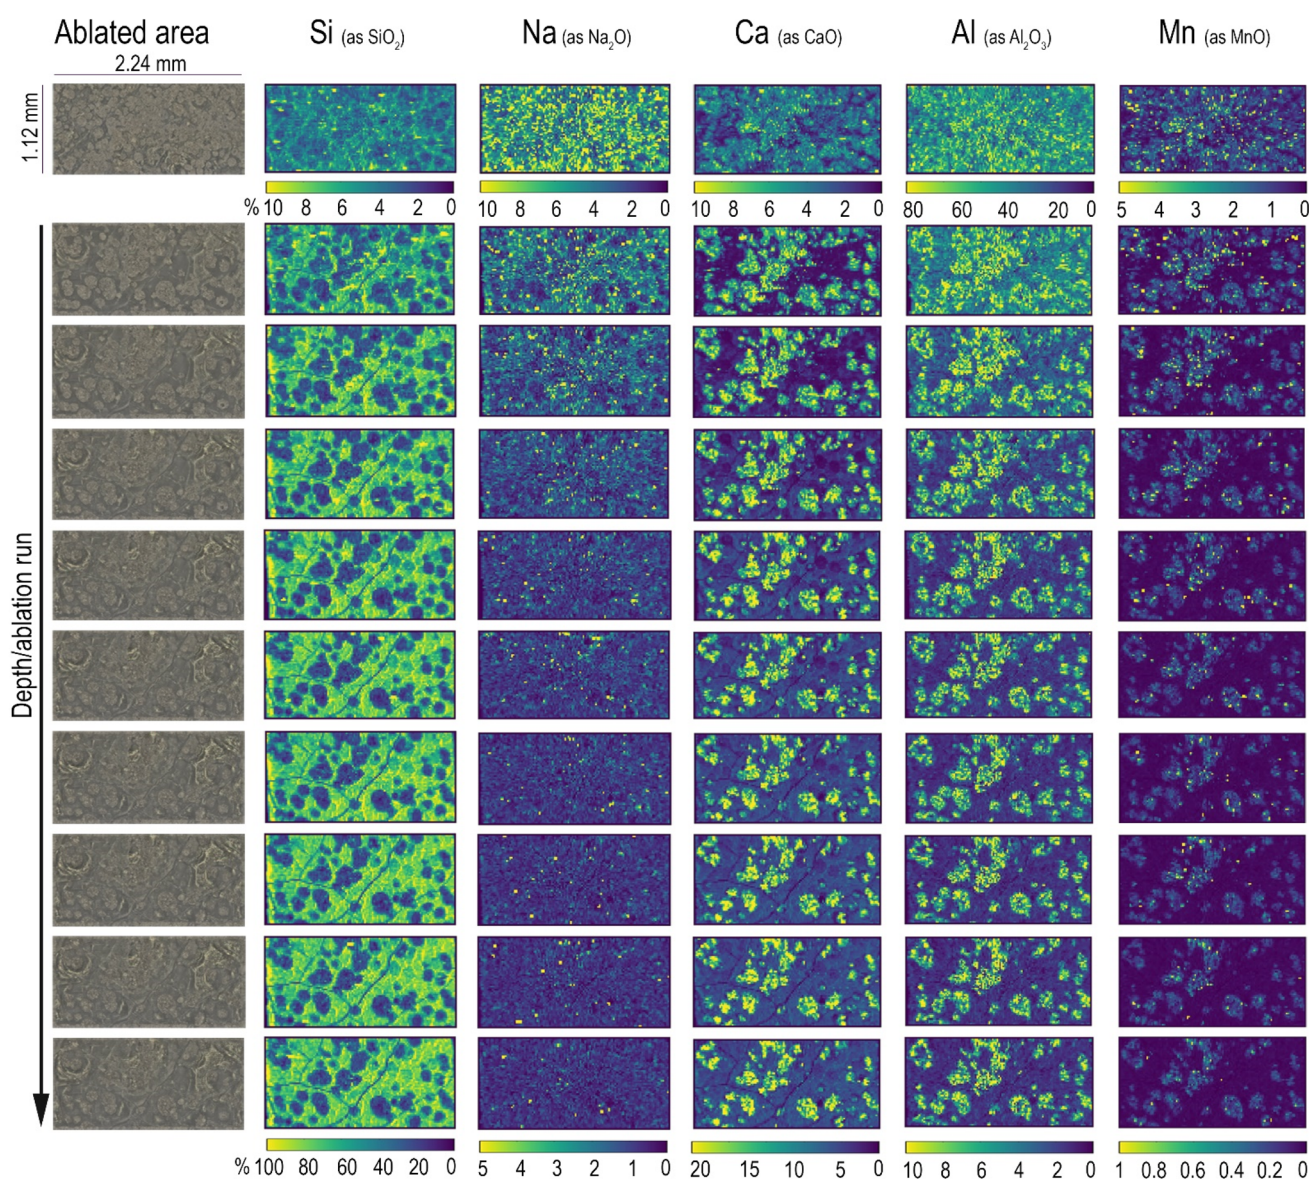 Ablated area
2.24 mm
Si (as SiO₂)
Na (as Na₂O)
Ca (as CaO)
Al (as Al₂O₃)
Mn (as MnO)
1.12 mm
% 10 8 6 4 2 0
10 8 6 4 2 0
10 8 6 4 2 0
80 60 40 20 0
5 4 3 2 1 0
Depth/ablation run
% 100 80 60 40 20 0
5 4 3 2 1 0
20 15 10 5 0
10 8 6 4 2 0
1 0.8 0.6 0.4 0.2 0